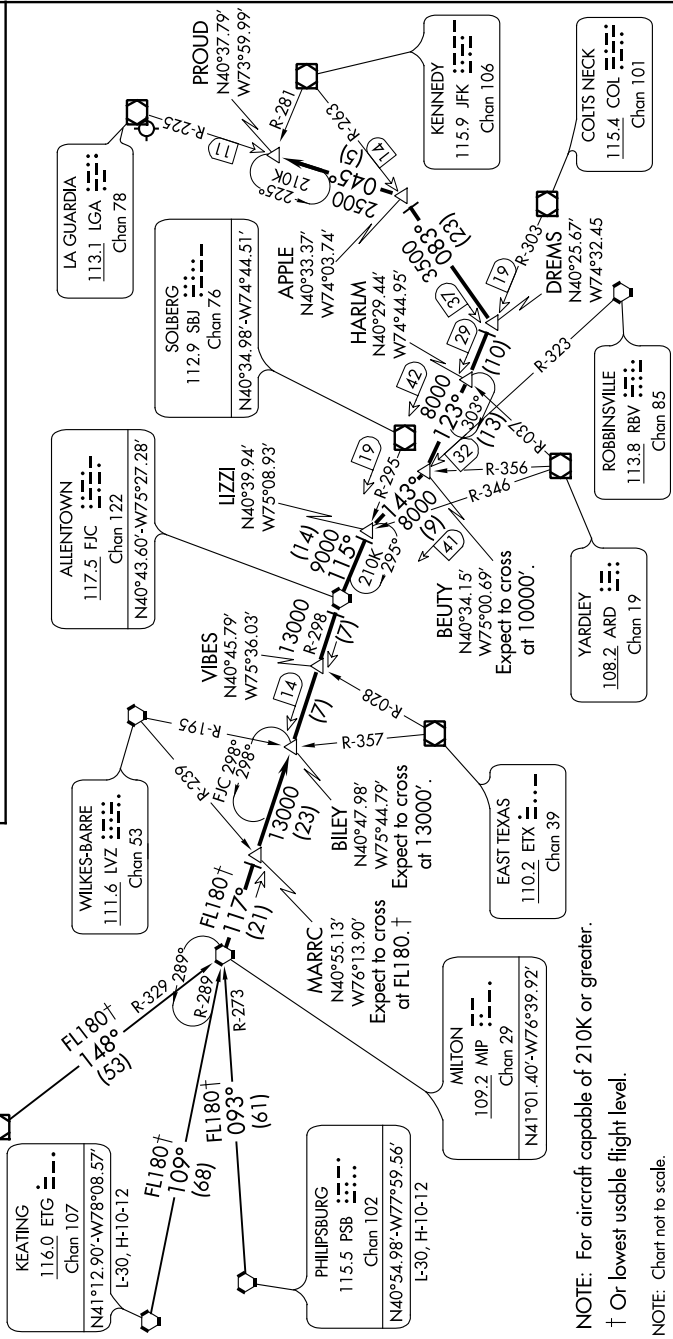 KEATING
116.0 ETG
Chan 107
N41°12.90'-W78°08.57'
L-30, H-10-12
FL180†
148°
(53)
R-329
289°
R-289
R-273
FL180†
109°
(68)
FL180†
093°
(61)
PHILIPSBURG
115.5 PSB
Chan 102
N40°54.98'-W77°59.56'
L-30, H-10-12
MILTON
109.2 MIP
Chan 29
N41°01.40'-W76°39.92'
FL180†
117°
(21)
MARRC
N40°55.13'
W76°13.90'
Expect to cross
at FL180.†
WILKES-BARRE
111.6 LVZ
Chan 53
R-239
R-195
FJC 298°
298°
13000
(23)
BILEY
N40°47.98'
W75°44.79'
Expect to cross
at 13000'.
14
(7)
R-357
R-028
EAST TEXAS
110.2 ETX
Chan 39
VIBES
N40°45.79'
W75°36.03'
13000
R-298
(7)
ALLENTOWN
117.5 FJC
Chan 122
N40°43.60'-W75°27.28'
(14)
9000
115°
210K
295°
LIZZI
N40°39.94'
W75°08.93'
19
R-295
SOLBERG
112.9 SBJ
Chan 76
N40°34.98'-W74°44.51'
143°
8000
(9)
41
BEUTY
N40°34.15'
W75°00.69'
Expect to cross
at 10000'.
R-346
R-356
R-037
YARDLEY
108.2 ARD
Chan 19
32
42
8000
123°
303°
(13)
HARLM
N40°29.44'
W74°44.95'
29
(10)
R-323
ROBBINSVILLE
113.8 RBV
Chan 85
37
DREMS
N40°25.67'
W74°32.45
19
R-303
COLTS NECK
115.4 COL
Chan 101
3500
083°
(23)
APPLE
N40°33.37'
W74°03.74'
14
R-263
2500
045°
(5)
210K
225°
R-281
KENNEDY
115.9 JFK
Chan 106
PROUD
N40°37.79'
W73°59.99'
11
R-225
LA GUARDIA
113.1 LGA
Chan 78
NOTE: For aircraft capable of 210K or greater.
† Or lowest usable flight level.
NOTE: Chart not to scale.